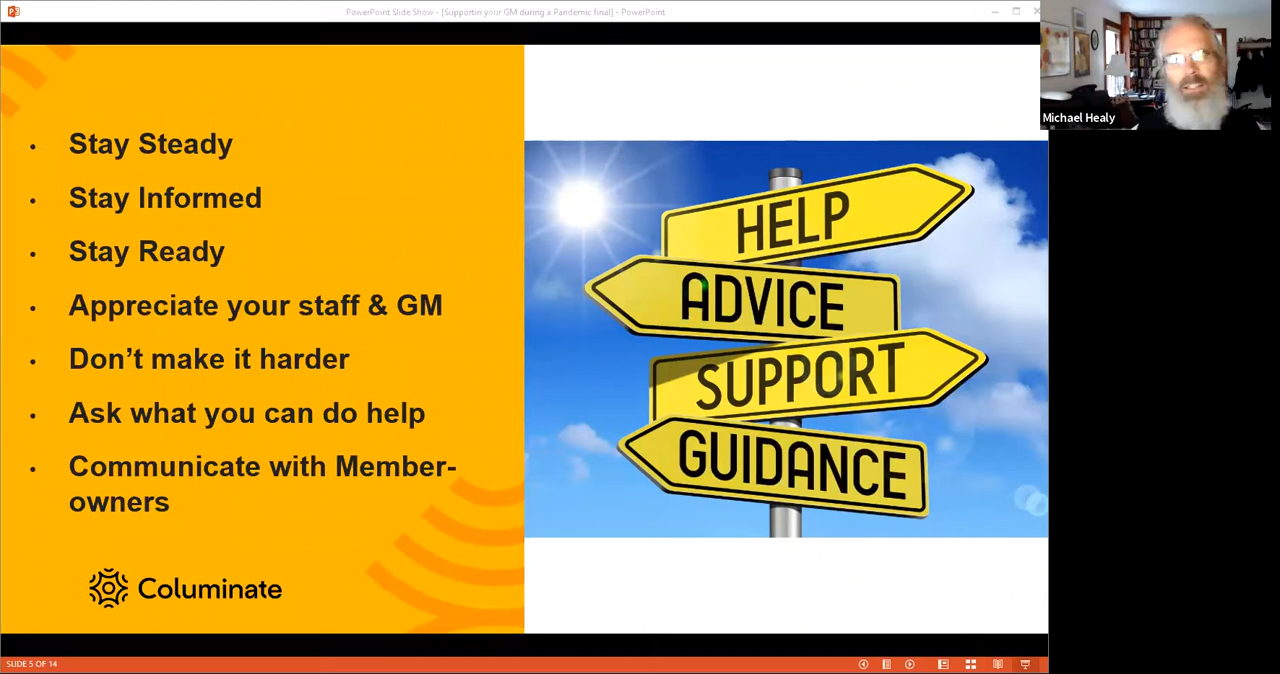 PowerPoint Slide Show - [Supportin your GM during a Pandemic final] - PowerPoint
Michael Healy
• Stay Steady
• Stay Informed
• Stay Ready
• Appreciate your staff & GM
• Don’t make it harder
• Ask what you can do help
• Communicate with Member-
owners
Columinate
HELP
ADVICE
SUPPORT
GUIDANCE
SLIDE 5 OF 14